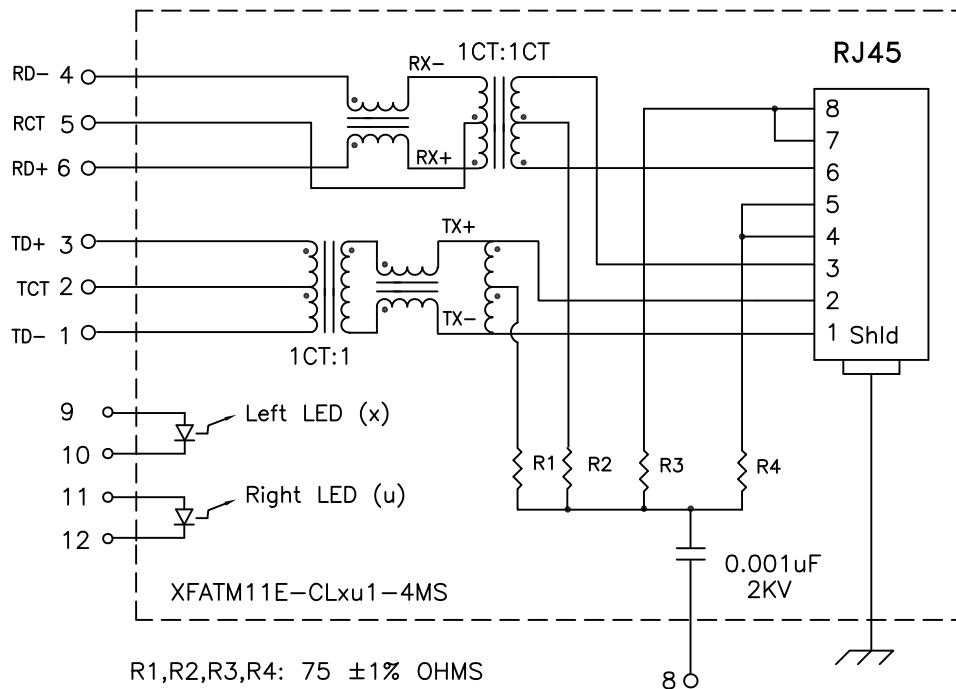 1CT:1CT
RJ45
RD- 4
RX-
RCT 5
RD+ 6
RX+
TD+ 3
TX+
TCT 2
TD- 1
TX-
1CT:1
8
7
6
5
4
3
2
1 Shld
9
Left LED (x)
10
11
Right LED (u)
12
R1
R2
R3
R4
0.001uF
2KV
XFATM11E-CLxu1-4MS
R1,R2,R3,R4: 75 ±1% OHMS
8